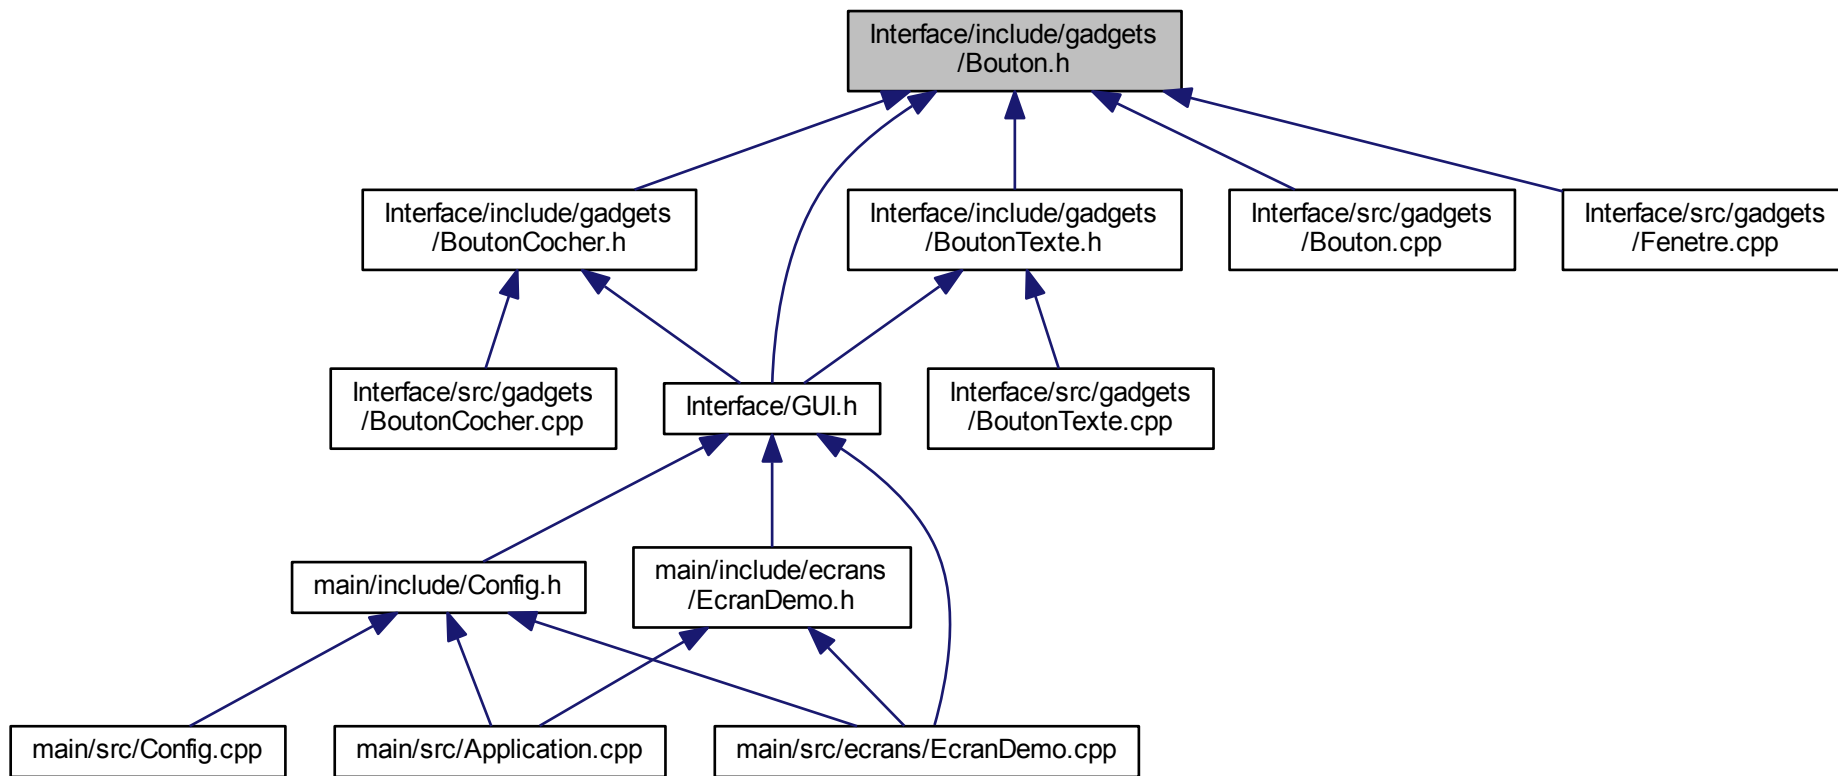 Interface/include/gadgets
/Bouton.h
Interface/include/gadgets
/BoutonCocher.h
Interface/include/gadgets
/BoutonTexte.h
Interface/src/gadgets
/Bouton.cpp
Interface/src/gadgets
/Fenetre.cpp
Interface/src/gadgets
/BoutonCocher.cpp
Interface/GUI.h
Interface/src/gadgets
/BoutonTexte.cpp
main/include/Config.h
main/include/ecrans
/EcranDemo.h
main/src/Config.cpp
main/src/Application.cpp
main/src/ecrans/EcranDemo.cpp